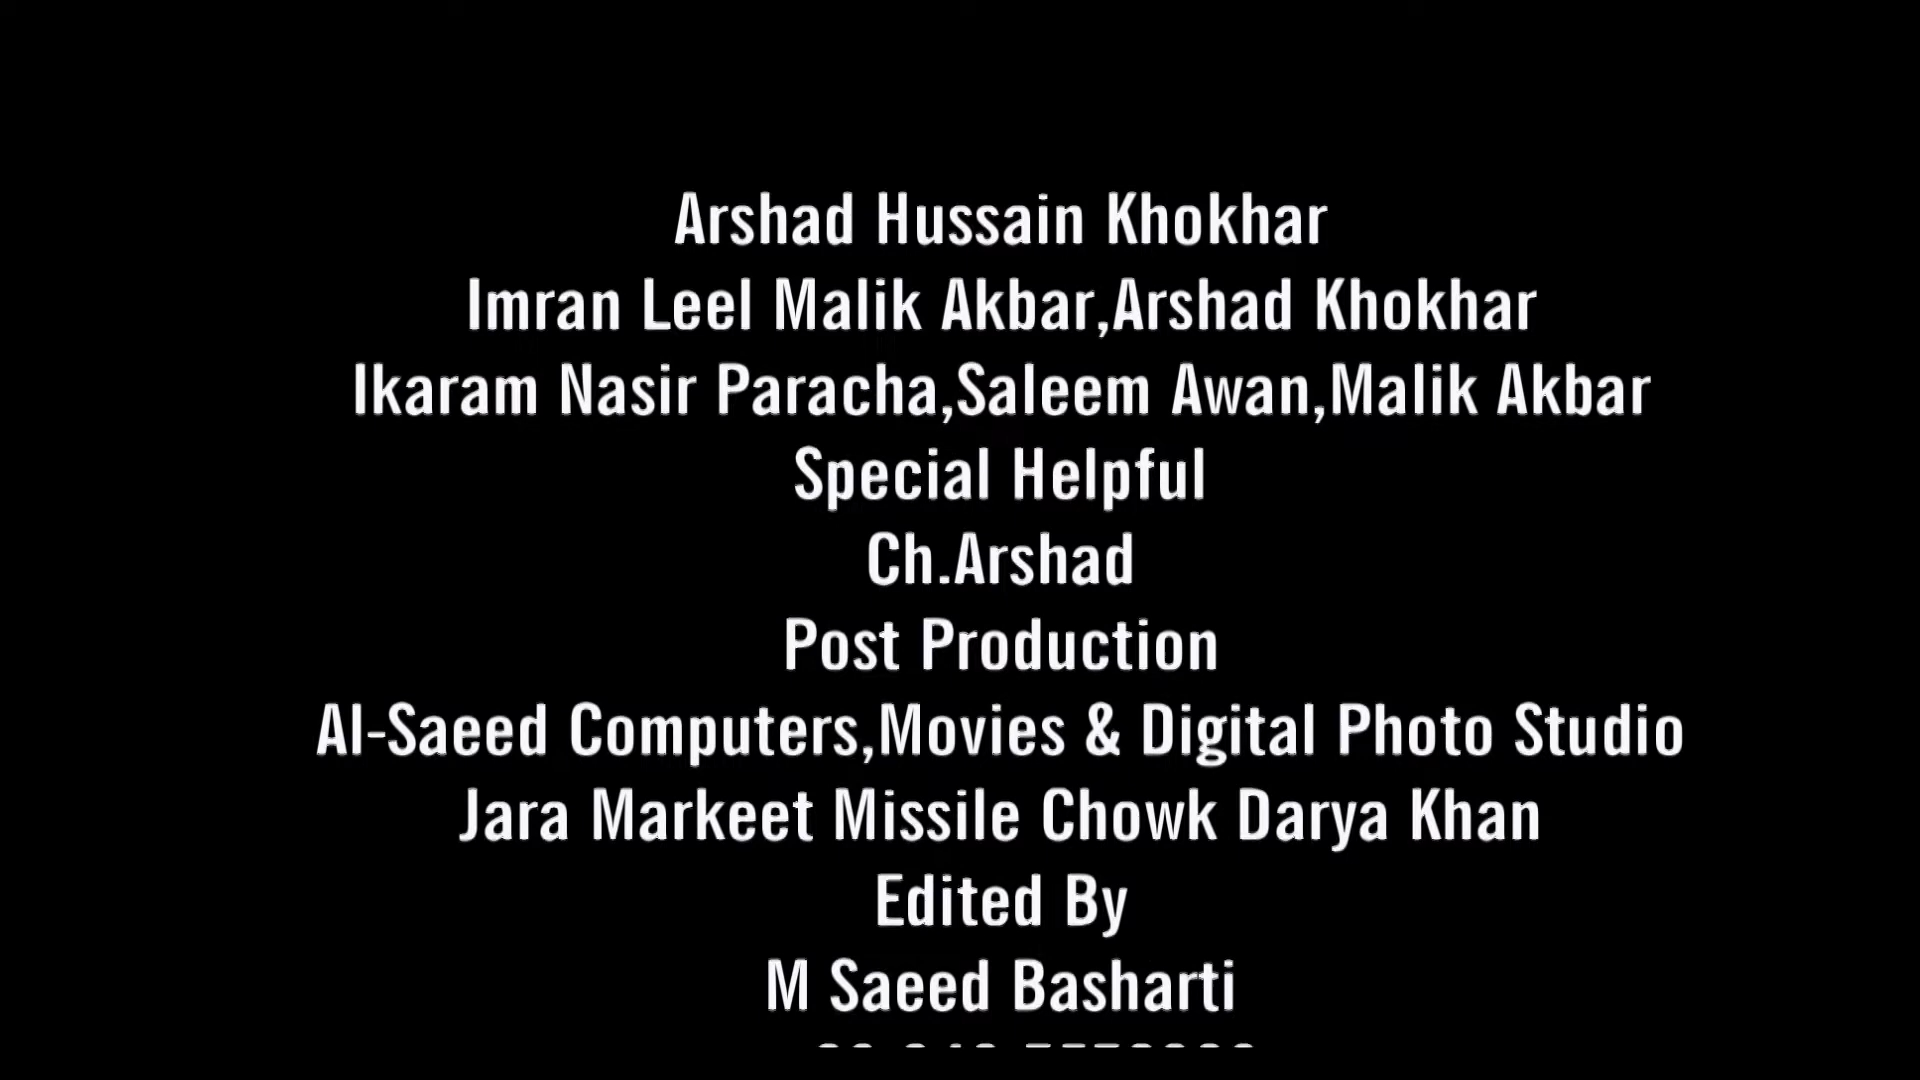 Arshad Hussain Khokhar
Imran Leel Malik Akbar,Arshad Khokhar
Ikaram Nasir Paracha,Saleem Awan,Malik Akbar
Special Helpful
Ch.Arshad
Post Production
Al-Saeed Computers,Movies & Digital Photo Studio
Jara Markeet Missile Chowk Darya Khan
Edited By
M Saeed Basharti